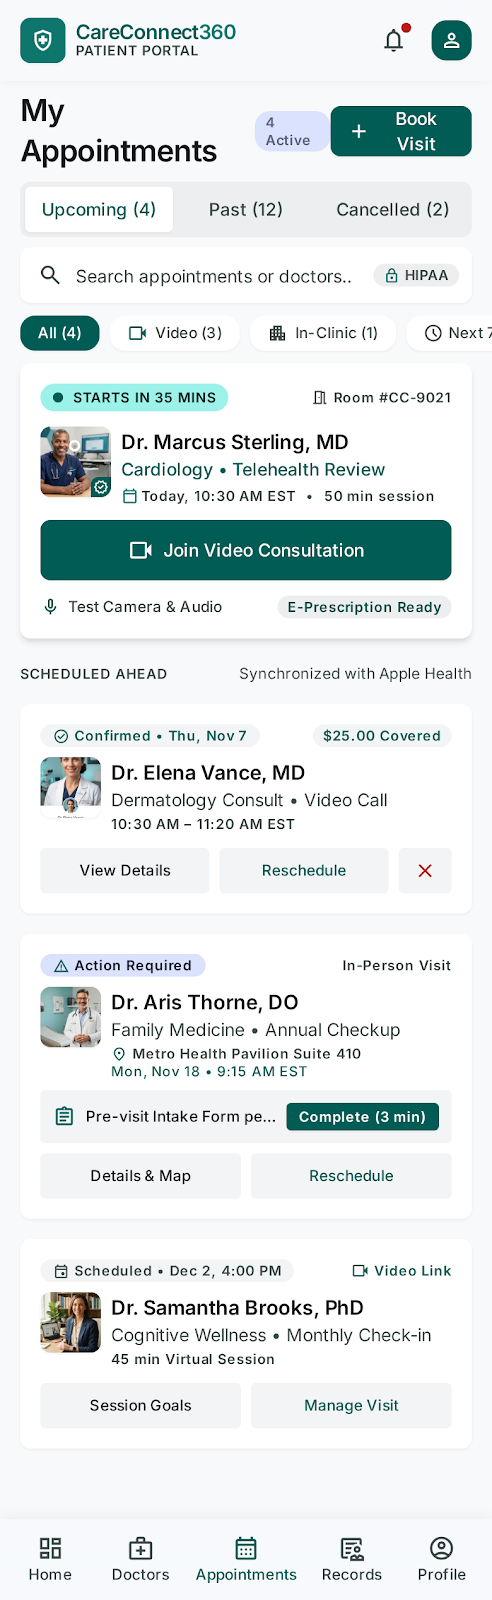 CareConnect360
PATIENT PORTAL
My
Appointments
4
Active
Book
Visit
Upcoming (4)
Past (12)
Cancelled (2)
Search appointments or doctors..
HIPAA
All (4)
Video (3)
In-Clinic (1)
Next 7
STARTS IN 35 MINS
Room #CC-9021
Dr. Marcus Sterling, MD
Cardiology • Telehealth Review
Today, 10:30 AM EST • 50 min session
Join Video Consultation
Test Camera & Audio
E-Prescription Ready
SCHEDULED AHEAD
Synchronized with Apple Health
Confirmed • Thu, Nov 7
$25.00 Covered
Dr. Elena Vance, MD
Dermatology Consult • Video Call
10:30 AM – 11:20 AM EST
View Details
Reschedule
Action Required
In-Person Visit
Dr. Aris Thorne, DO
Family Medicine • Annual Checkup
Metro Health Pavilion Suite 410
Mon, Nov 18 • 9:15 AM EST
Pre-visit Intake Form pe...
Complete (3 min)
Details & Map
Reschedule
Scheduled • Dec 2, 4:00 PM
Video Link
Dr. Samantha Brooks, PhD
Cognitive Wellness • Monthly Check-in
45 min Virtual Session
Session Goals
Manage Visit
Home
Doctors
Appointments
Records
Profile